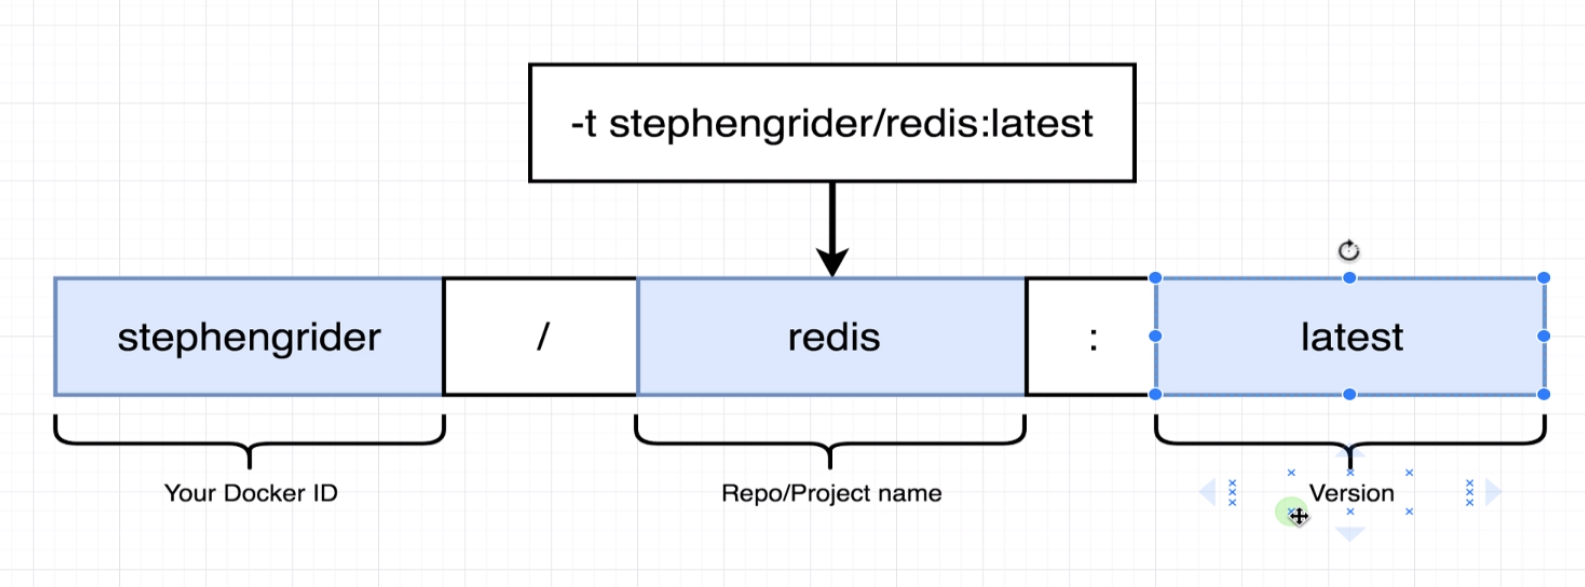 -t stephengrider/redis:latest
stephengrider / redis : latest
Your Docker ID Repo/Project name Version